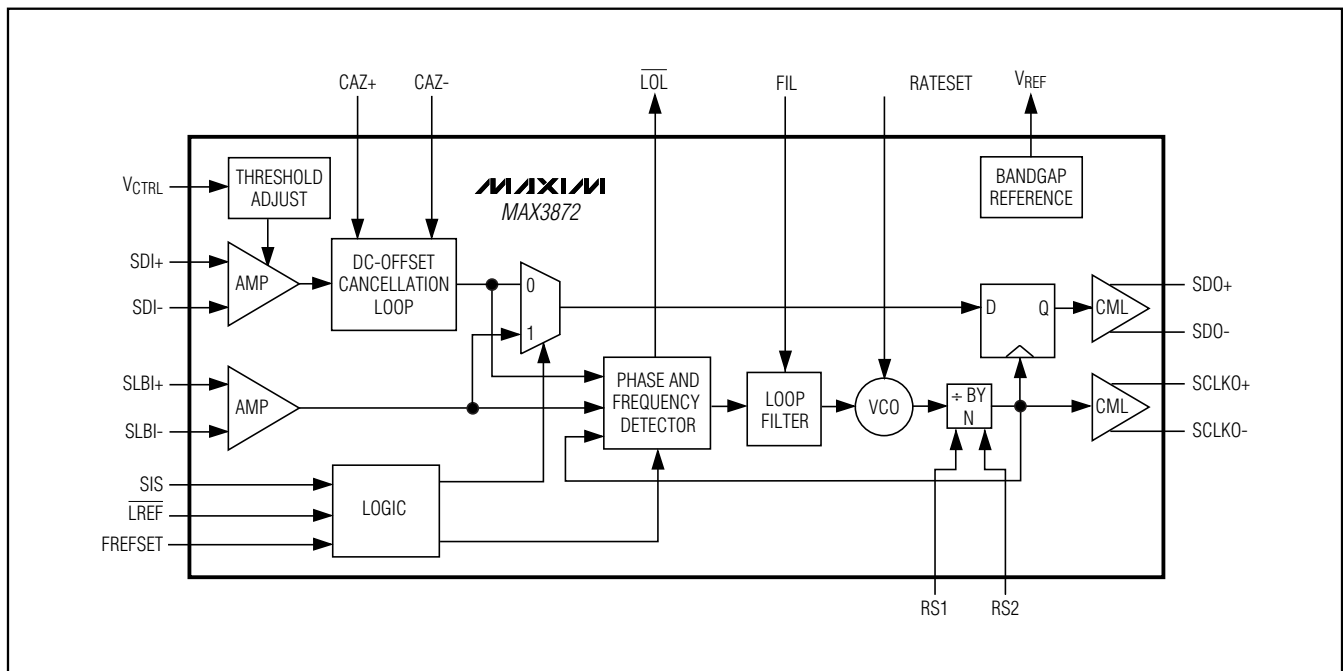 CAZ+
CAZ-
L̅O̅L̅
FIL
RATESET
VREF
VCTRL
THRESHOLD
ADJUST
MAXIM
MAX3872
BANDGAP
REFERENCE
SDI+
SDI-
AMP
DC-OFFSET
CANCELLATION
LOOP
0
1
D
Q
CML
SDO+
SDO-
SLBI+
SLBI-
AMP
PHASE AND
FREQUENCY
DETECTOR
LOOP
FILTER
VCO
÷ BY
N
CML
SCLKO+
SCLKO-
SIS
L̅R̅E̅F̅
FREFSET
LOGIC
RS1
RS2